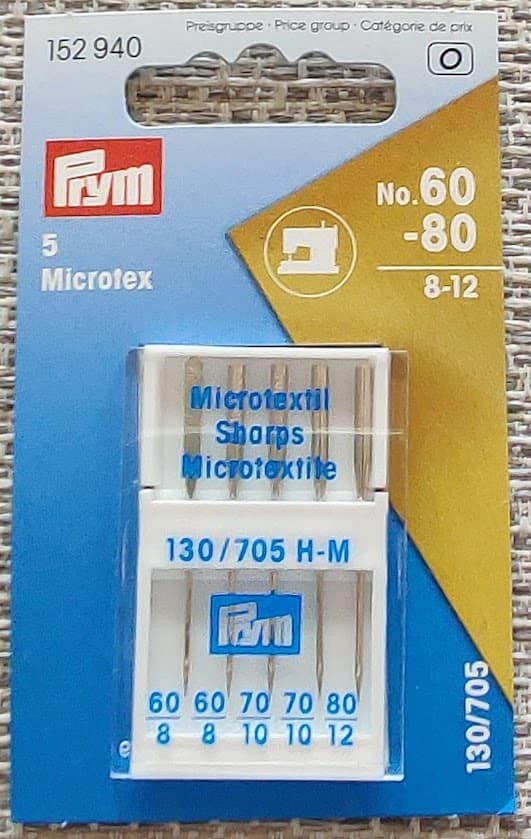 Preisgruppe · Price group · Catégorie de prix
152 940
O
Prym
No.60
-80
8-12
5
Microtex
Microtextil
Sharps
Microtextile
130/705 H-M
Prym
60 60 70 70 80
8 8 10 10 12
e
130/705